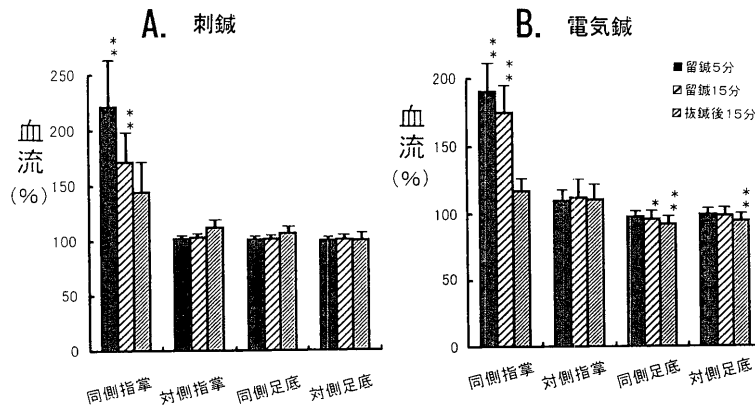 A. 刺鍼
**
**
血流
(%)
250
200
150
100
50
0
同側指掌
対側指掌
同側足底
対側足底
B. 電気鍼
**
**
*
**
**
留鍼5分
留鍼15分
抜鍼後15分
血流
(%)
200
150
100
50
0
同側指掌
対側指掌
同側足底
対側足底